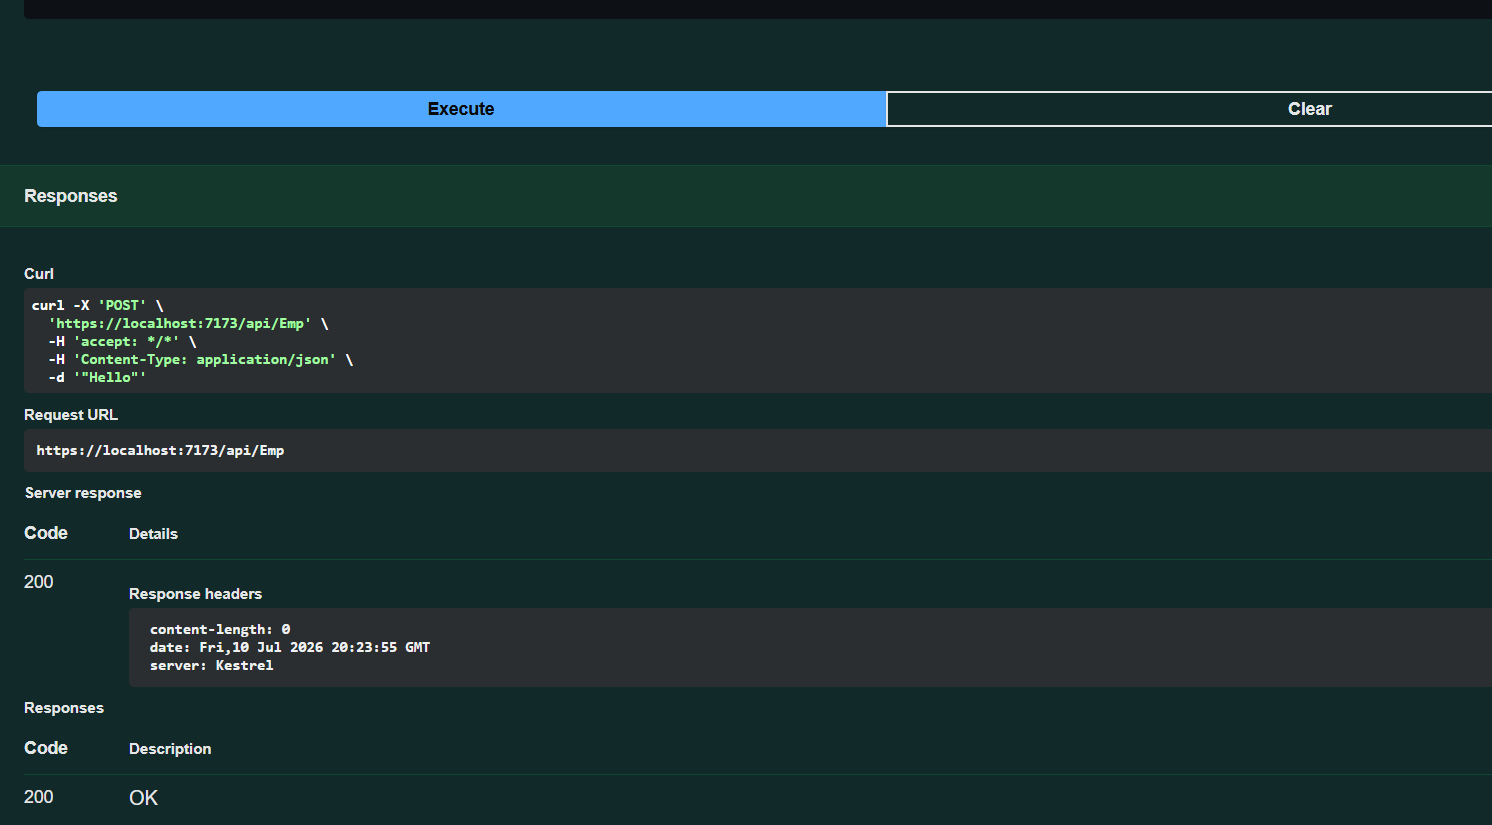 Execute
Clear
Responses
Curl
curl -X 'POST' \
  'https://localhost:7173/api/Emp' \
  -H 'accept: */*' \
  -H 'Content-Type: application/json' \
  -d '"Hello"'
Request URL
https://localhost:7173/api/Emp
Server response
Code Details
200
Response headers
content-length: 0
date: Fri,10 Jul 2026 20:23:55 GMT
server: Kestrel
Responses
Code Description
200 OK